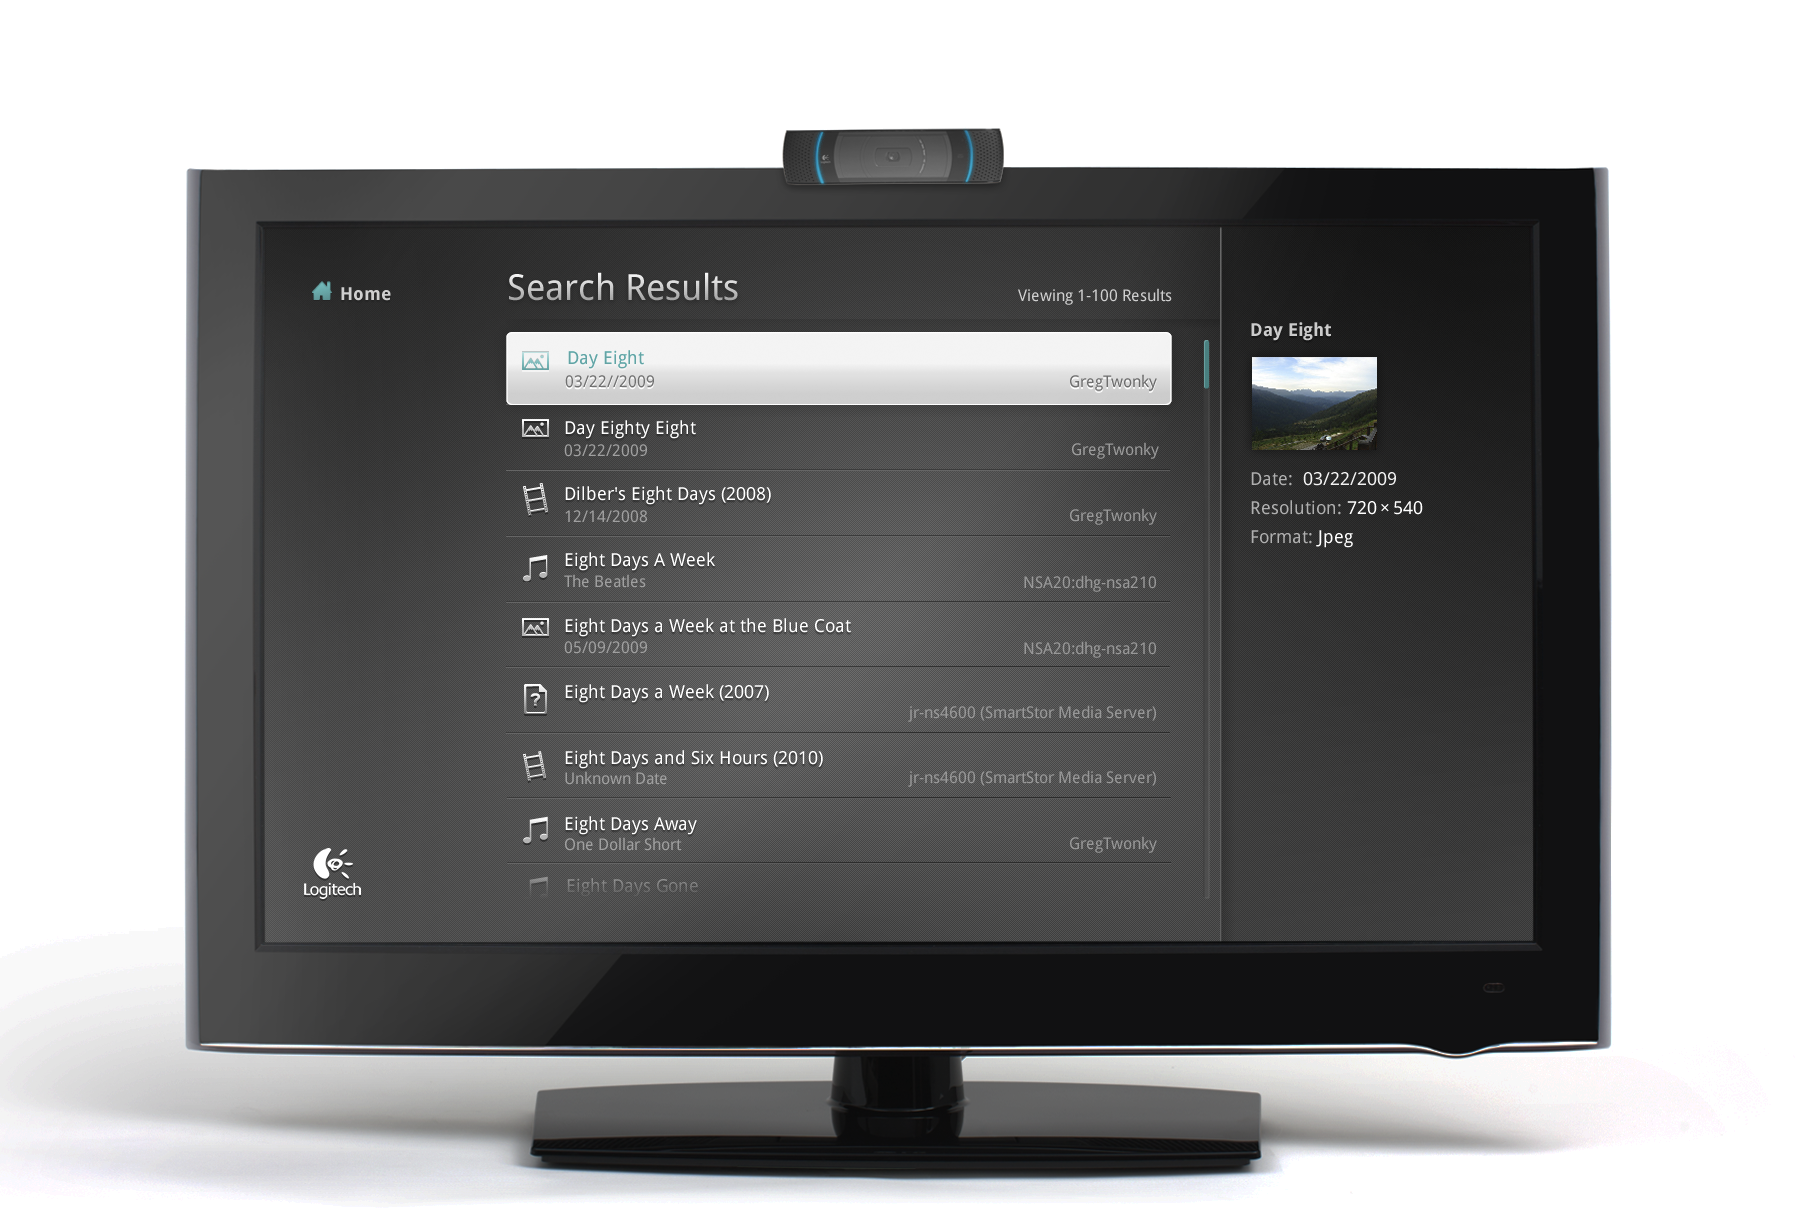 Home
Search Results
Viewing 1-100 Results
Day Eight
03/22//2009
GregTwonky
Day Eighty Eight
03/22/2009
GregTwonky
Dilber's Eight Days (2008)
12/14/2008
GregTwonky
Eight Days A Week
The Beatles
NSA20:dhg-nsa210
Eight Days a Week at the Blue Coat
05/09/2009
NSA20:dhg-nsa210
Eight Days a Week (2007)
jr-ns4600 (SmartStor Media Server)
Eight Days and Six Hours (2010)
Unknown Date
jr-ns4600 (SmartStor Media Server)
Eight Days Away
One Dollar Short
GregTwonky
Eight Days Gone
Logitech
Day Eight
Date: 03/22/2009
Resolution: 720 × 540
Format: Jpeg